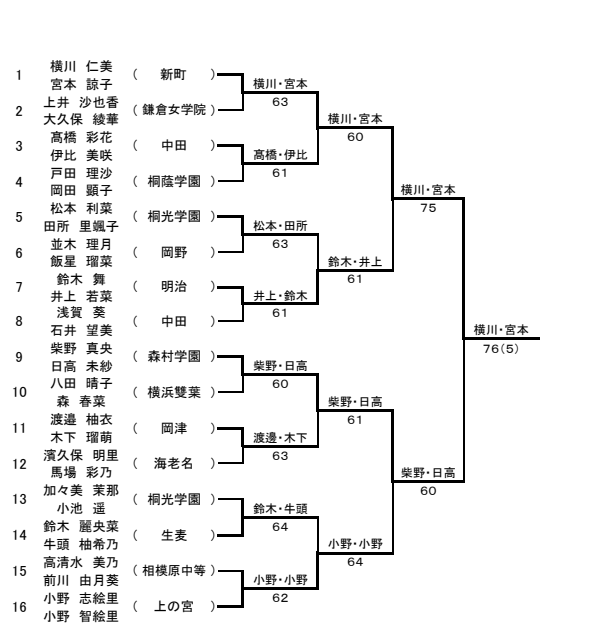 1 横川 仁美 宮本 諒子 ( 新町 )
2 上井 沙也香 大久保 綾華 ( 鎌倉女学院 )
3 髙橋 彩花 伊比 美咲 ( 中田 )
4 戸田 理沙 岡田 顕子 ( 桐蔭学園 )
5 松本 利菜 田所 里颯子 ( 桐光学園 )
6 並木 理月 飯星 瑠菜 ( 岡野 )
7 鈴木 舞 井上 若菜 ( 明治 )
8 浅賀 葵 石井 望美 ( 中田 )
9 柴野 真央 日高 未紗 ( 森村学園 )
10 八田 晴子 森 春菜 ( 横浜雙葉 )
11 渡邉 柚衣 木下 瑠萌 ( 岡津 )
12 濱久保 明里 馬場 彩乃 ( 海老名 )
13 加々美 茉那 小池 遥 ( 桐光学園 )
14 鈴木 麗央菜 牛頭 柚希乃 ( 生麦 )
15 高清水 美乃 前川 由月葵 ( 相模原中等 )
16 小野 志絵里 小野 智絵里 ( 上の宮 )
横川・宮本
63
髙橋・伊比
61
松本・田所
63
井上・鈴木
61
柴野・日高
60
渡邊・木下
63
鈴木・牛頭
64
小野・小野
62
横川・宮本
60
鈴木・井上
61
柴野・日高
61
小野・小野
64
横川・宮本
75
柴野・日高
60
横川・宮本
76(5)